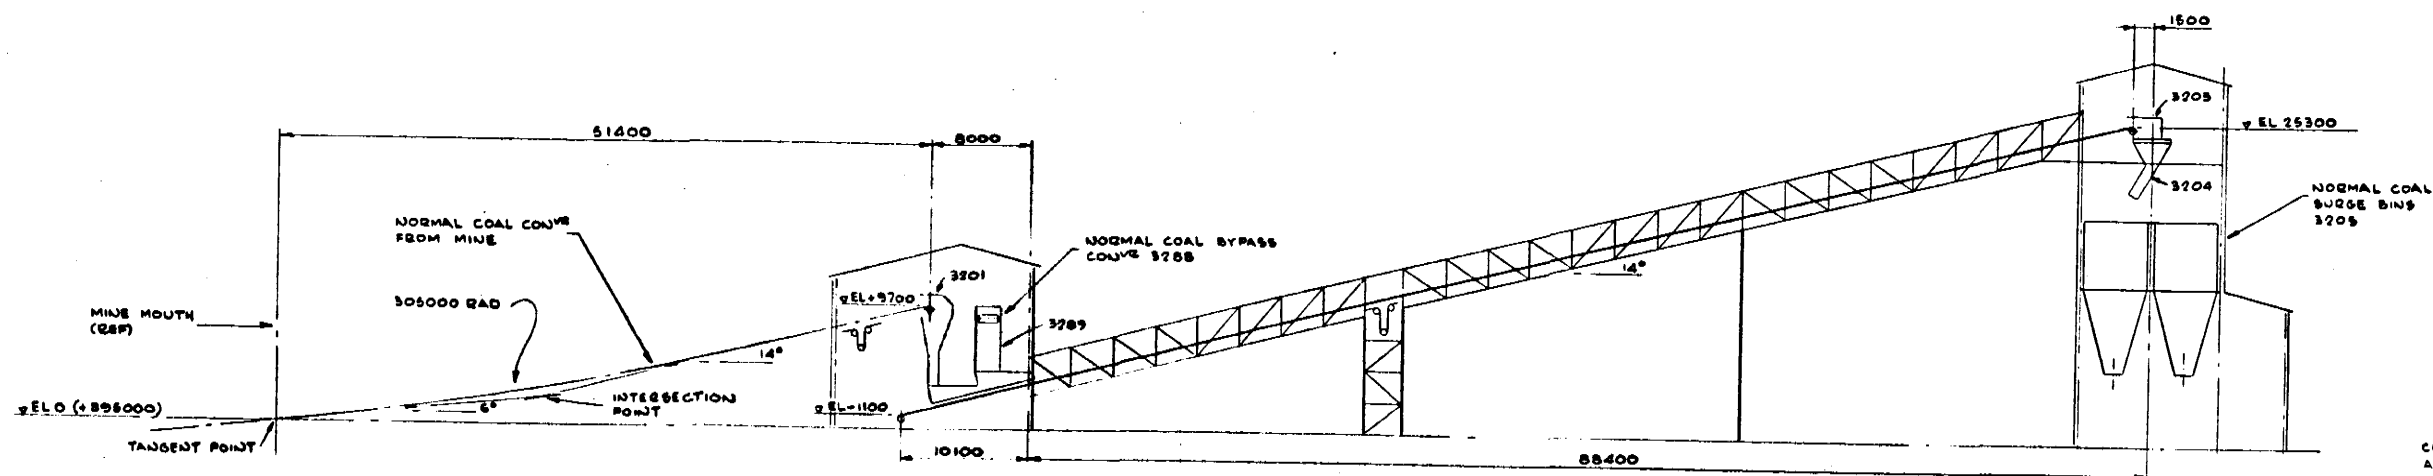 1500
3203
EL 25300
51400
8000
3204
NORMAL COAL
SURGE BINS
3205
NORMAL COAL CONVR
FROM MINE
NORMAL COAL BYPASS
CONVR 3288
3201
EL+9700
14°
305000 RAD
MINE MOUTH
(REF)
3289
14°
INTERSECTION
POINT
6°
EL 0 (+895000)
EL-1100
TANGENT POINT
10100
88400